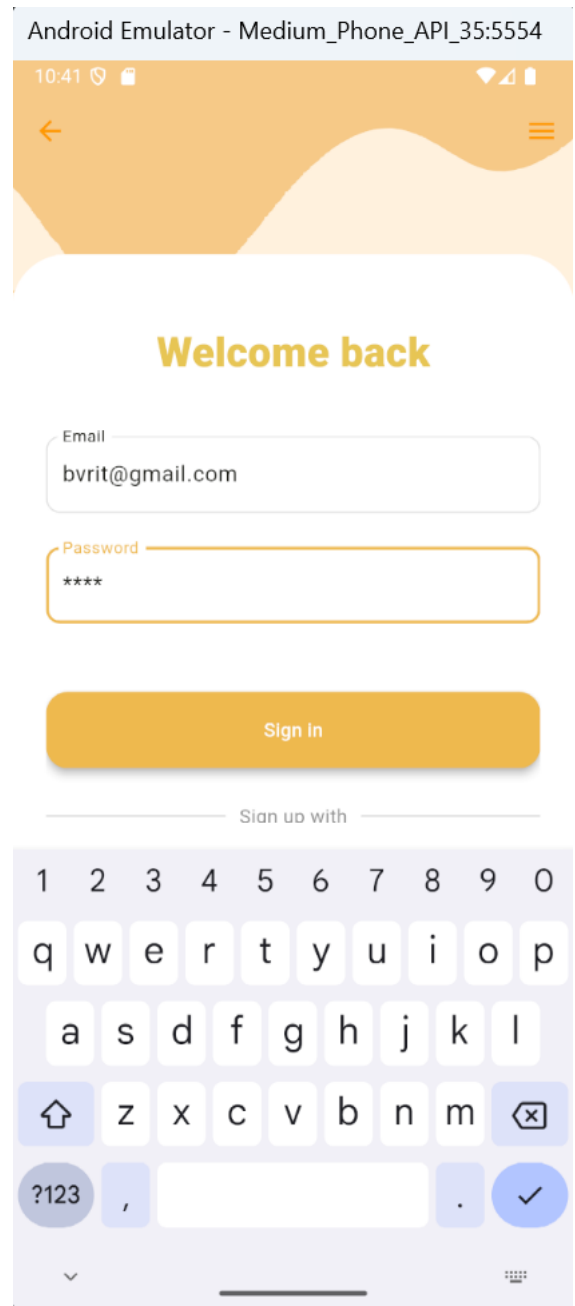 Android Emulator - Medium_Phone_API_35:5554
10:41
Welcome back
Email
bvrit@gmail.com
Password
****
Sign in
Sign up with
1 2 3 4 5 6 7 8 9 0
q w e r t y u i o p
a s d f g h j k l
z x c v b n m
?123 , .